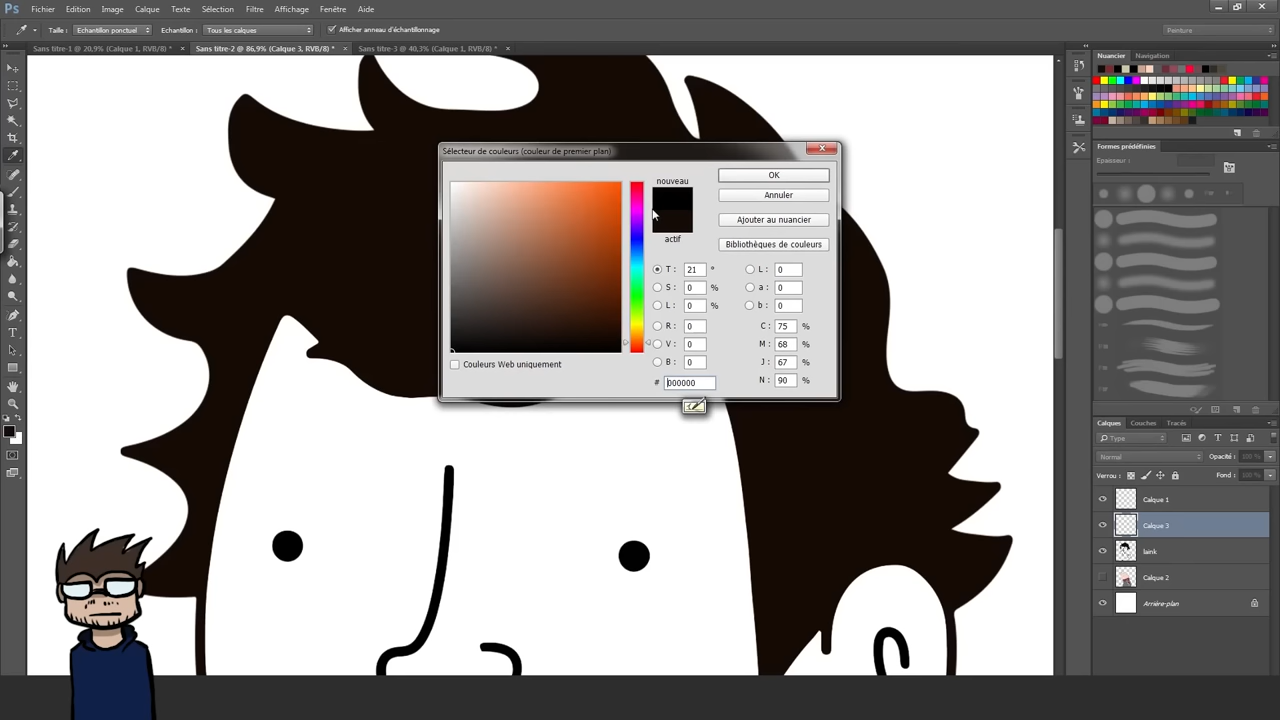 Ps Fichier Edition Image Calque Texte Sélection Filtre Affichage Fenêtre Aide
Taille : Echantillon ponctuel Echantillon : Tous les calques Afficher anneau d'échantillonnage Peinture
Sans titre-1 @ 20,9% (Calque 1, RVB/8) * × Sans titre-2 @ 86,9% (Calque 3, RVB/8) * × Sans titre-3 @ 40,3% (Calque 1, RVB/8) * ×
Nuancier Navigation
Formes prédéfinies
Epaisseur :
Sélecteur de couleurs (couleur de premier plan)
nouveau
actif
OK
Annuler
Ajouter au nuancier
Bibliothèques de couleurs
T : 21 ° L : 0
S : 0 % a : 0
L : 0 % b : 0
R : 0 C : 75 %
V : 0 M : 68 %
B : 0 J : 67 %
# 000000 N : 90 %
Couleurs Web uniquement
Calques Couches Tracés
Type
Normal Opacité : 100 %
Verrou : Fond : 100 %
Calque 1
Calque 3
laink
Calque 2
Arrière-plan